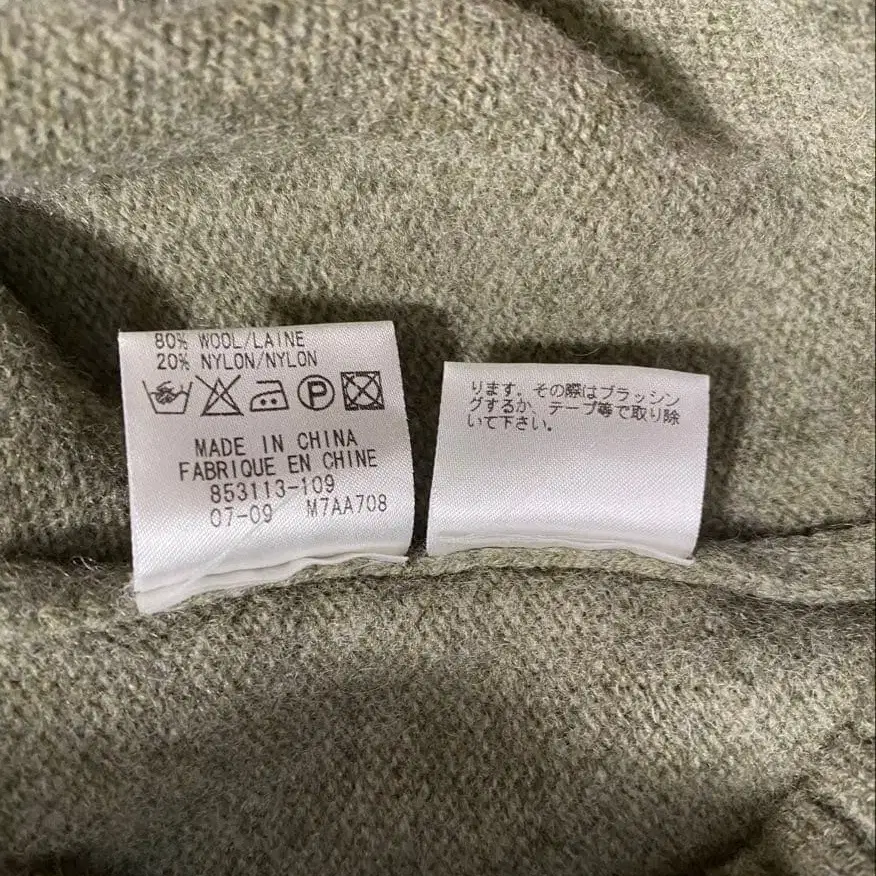 80% WOOL/LAINE
20% NYLON/NYLON
P
MADE IN CHINA
FABRIQUE EN CHINE
853113-109
07-09 M7AA708
ります。その際はブラッシン
グするか、テープ等で取り除
いて下さい。